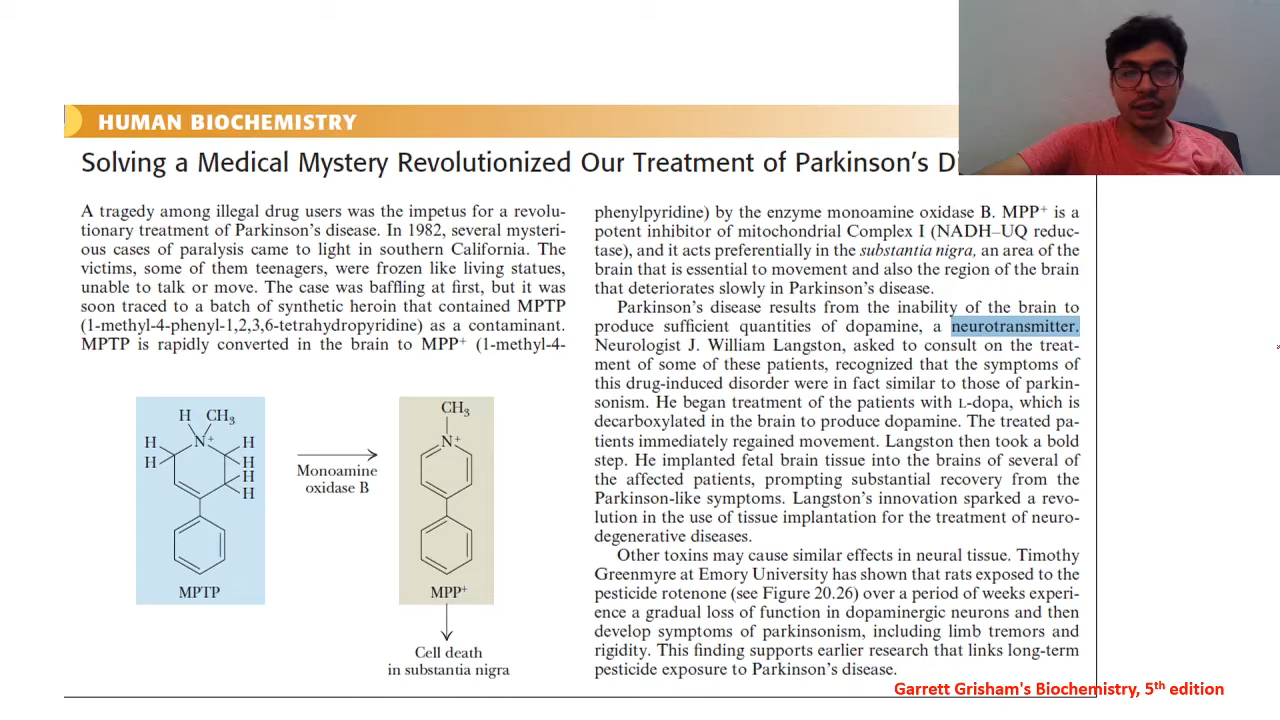 HUMAN BIOCHEMISTRY
Solving a Medical Mystery Revolutionized Our Treatment of Parkinson's Di
A tragedy among illegal drug users was the impetus for a revolu-
tionary treatment of Parkinson's disease. In 1982, several mysteri-
ous cases of paralysis came to light in southern California. The
victims, some of them teenagers, were frozen like living statues,
unable to talk or move. The case was baffling at first, but it was
soon traced to a batch of synthetic heroin that contained MPTP
(1-methyl-4-phenyl-1,2,3,6-tetrahydropyridine) as a contaminant.
MPTP is rapidly converted in the brain to MPP⁺ (1-methyl-4-
H CH₃
H N⁺ H
H H
H
H
MPTP
Monoamine
oxidase B
CH₃
N⁺
MPP⁺
Cell death
in substantia nigra
phenylpyridine) by the enzyme monoamine oxidase B. MPP⁺ is a
potent inhibitor of mitochondrial Complex I (NADH–UQ reduc-
tase), and it acts preferentially in the substantia nigra, an area of the
brain that is essential to movement and also the region of the brain
that deteriorates slowly in Parkinson's disease.
Parkinson's disease results from the inability of the brain to
produce sufficient quantities of dopamine, a neurotransmitter.
Neurologist J. William Langston, asked to consult on the treat-
ment of some of these patients, recognized that the symptoms of
this drug-induced disorder were in fact similar to those of parkin-
sonism. He began treatment of the patients with L-dopa, which is
decarboxylated in the brain to produce dopamine. The treated pa-
tients immediately regained movement. Langston then took a bold
step. He implanted fetal brain tissue into the brains of several of
the affected patients, prompting substantial recovery from the
Parkinson-like symptoms. Langston's innovation sparked a revo-
lution in the use of tissue implantation for the treatment of neuro-
degenerative diseases.
Other toxins may cause similar effects in neural tissue. Timothy
Greenmyre at Emory University has shown that rats exposed to the
pesticide rotenone (see Figure 20.26) over a period of weeks experi-
ence a gradual loss of function in dopaminergic neurons and then
develop symptoms of parkinsonism, including limb tremors and
rigidity. This finding supports earlier research that links long-term
pesticide exposure to Parkinson's disease.
Garrett Grisham's Biochemistry, 5th edition